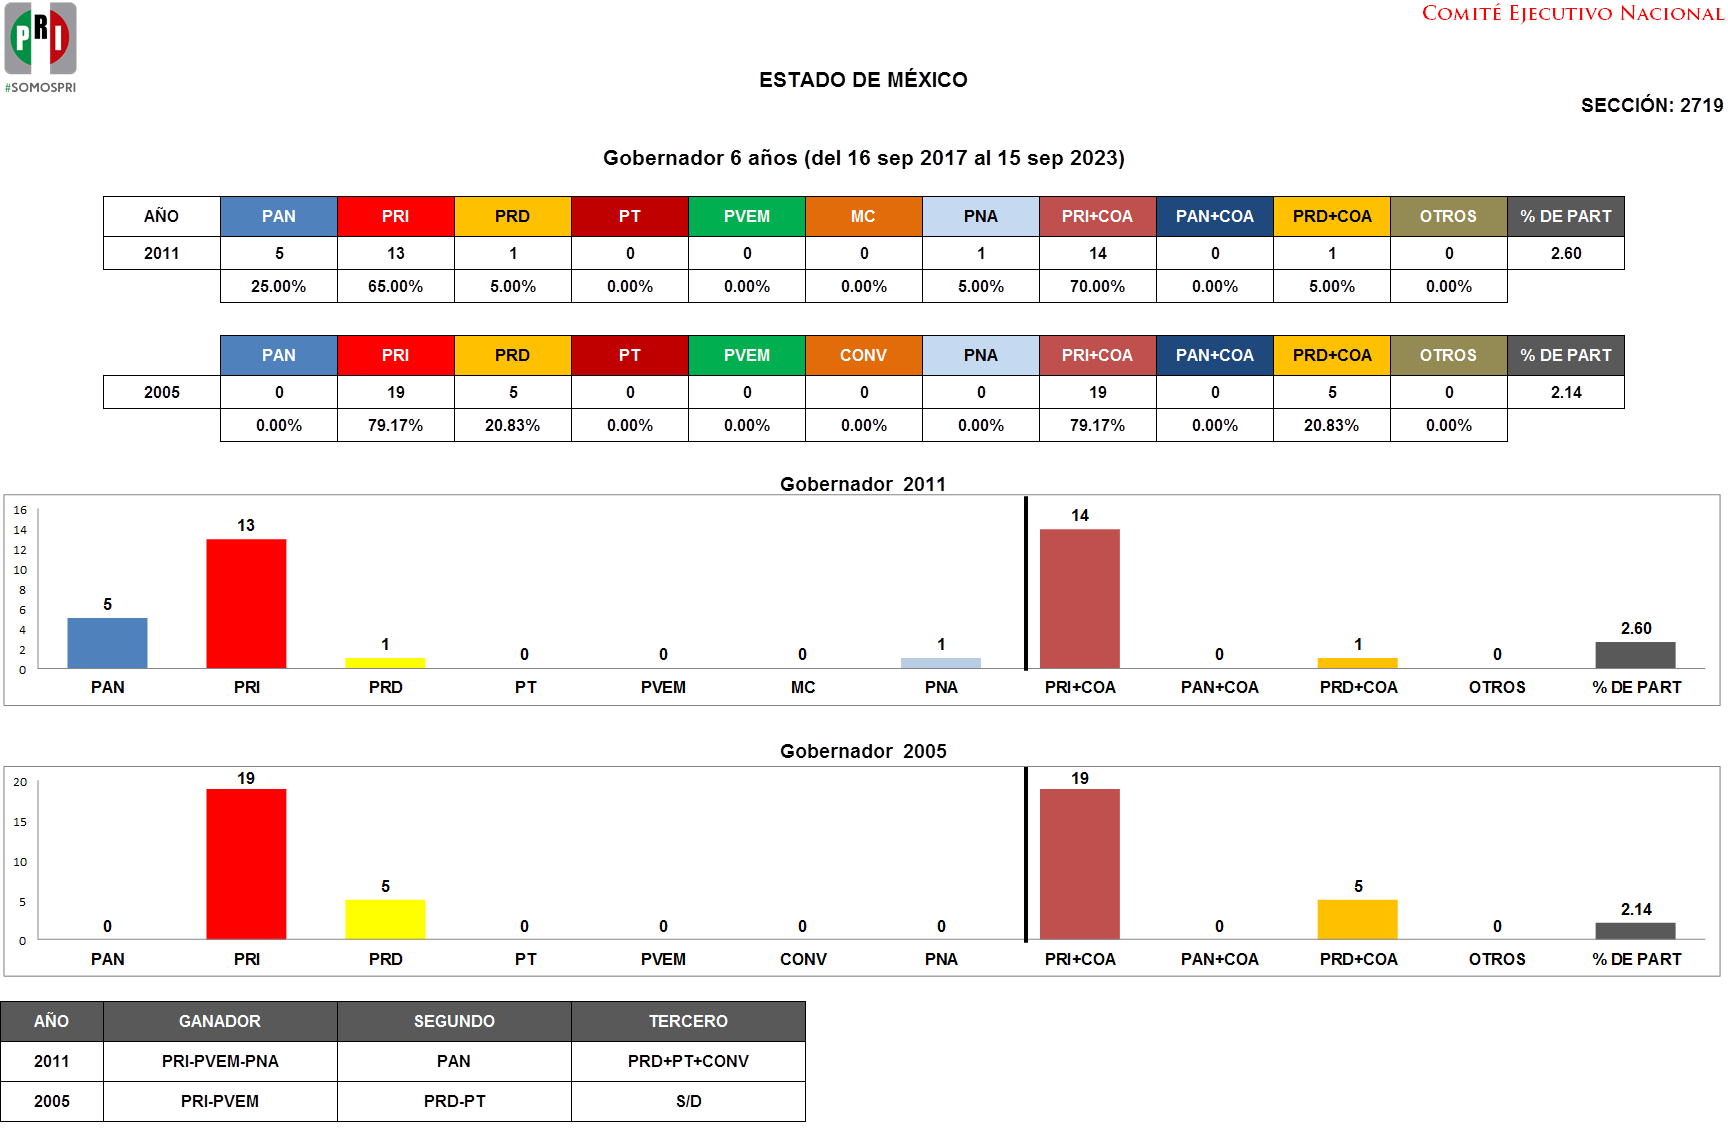 PRI
#SOMOSPRI
COMITÉ EJECUTIVO NACIONAL
ESTADO DE MÉXICO
SECCIÓN: 2719
Gobernador 6 años (del 16 sep 2017 al 15 sep 2023)
AÑO PAN PRI PRD PT PVEM MC PNA PRI+COA PAN+COA PRD+COA OTROS % DE PART
2011 5 13 1 0 0 0 1 14 0 1 0 2.60
25.00% 65.00% 5.00% 0.00% 0.00% 0.00% 5.00% 70.00% 0.00% 5.00% 0.00%
PAN PRI PRD PT PVEM CONV PNA PRI+COA PAN+COA PRD+COA OTROS % DE PART
2005 0 19 5 0 0 0 0 19 0 5 0 2.14
0.00% 79.17% 20.83% 0.00% 0.00% 0.00% 0.00% 79.17% 0.00% 20.83% 0.00%
Gobernador 2011
16
14
12
10
8
6
4
2
0
5 13 1 0 0 0 1 14 0 1 0 2.60
PAN PRI PRD PT PVEM MC PNA PRI+COA PAN+COA PRD+COA OTROS % DE PART
Gobernador 2005
20
15
10
5
0
0 19 5 0 0 0 0 19 0 5 0 2.14
PAN PRI PRD PT PVEM CONV PNA PRI+COA PAN+COA PRD+COA OTROS % DE PART
AÑO GANADOR SEGUNDO TERCERO
2011 PRI-PVEM-PNA PAN PRD+PT+CONV
2005 PRI-PVEM PRD-PT S/D